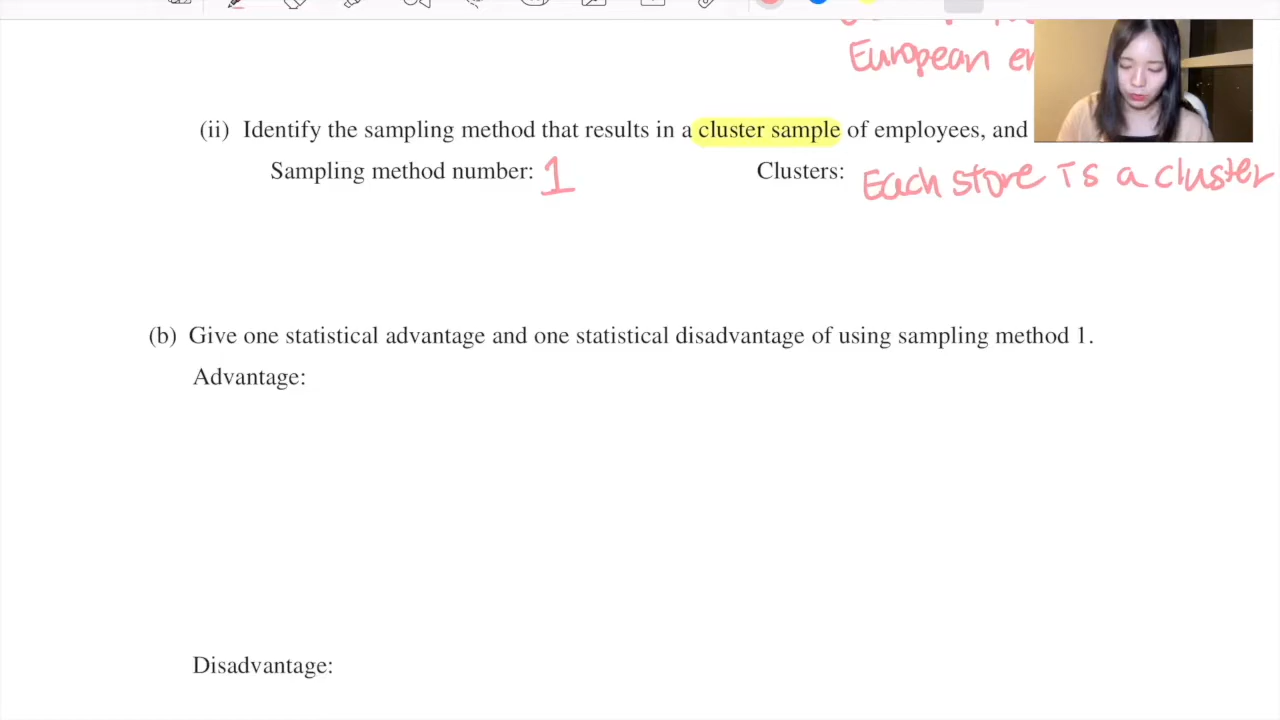 European
(ii) Identify the sampling method that results in a cluster sample of employees, and
Sampling method number: 1 Clusters: Each store is a cluster
(b) Give one statistical advantage and one statistical disadvantage of using sampling method 1.
Advantage:
Disadvantage: